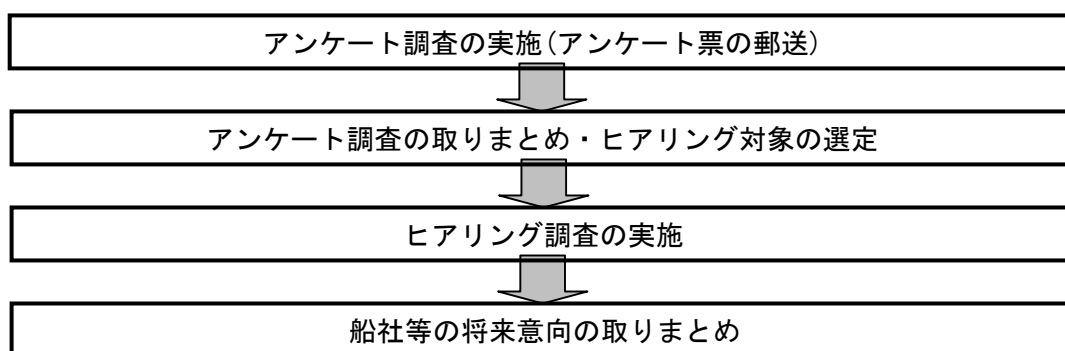 アンケート調査の実施(アンケート票の郵送)
アンケート調査の取りまとめ・ヒアリング対象の選定
ヒアリング調査の実施
船社等の将来意向の取りまとめ